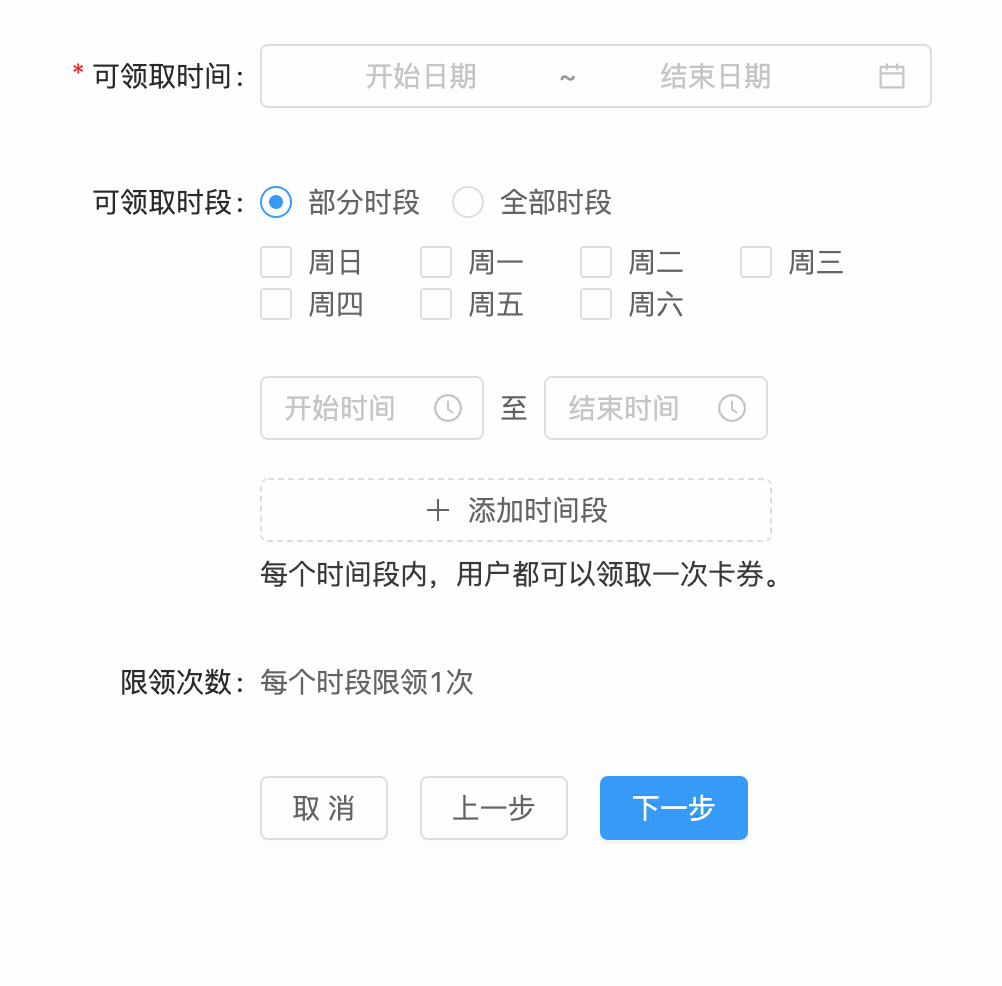 * 可领取时间: 开始日期 ~ 结束日期
可领取时段: 部分时段 全部时段
周日 周一 周二 周三
周四 周五 周六
开始时间 至 结束时间
+ 添加时间段
每个时间段内，用户都可以领取一次卡券。
限领次数: 每个时段限领1次
取 消 上一步 下一步